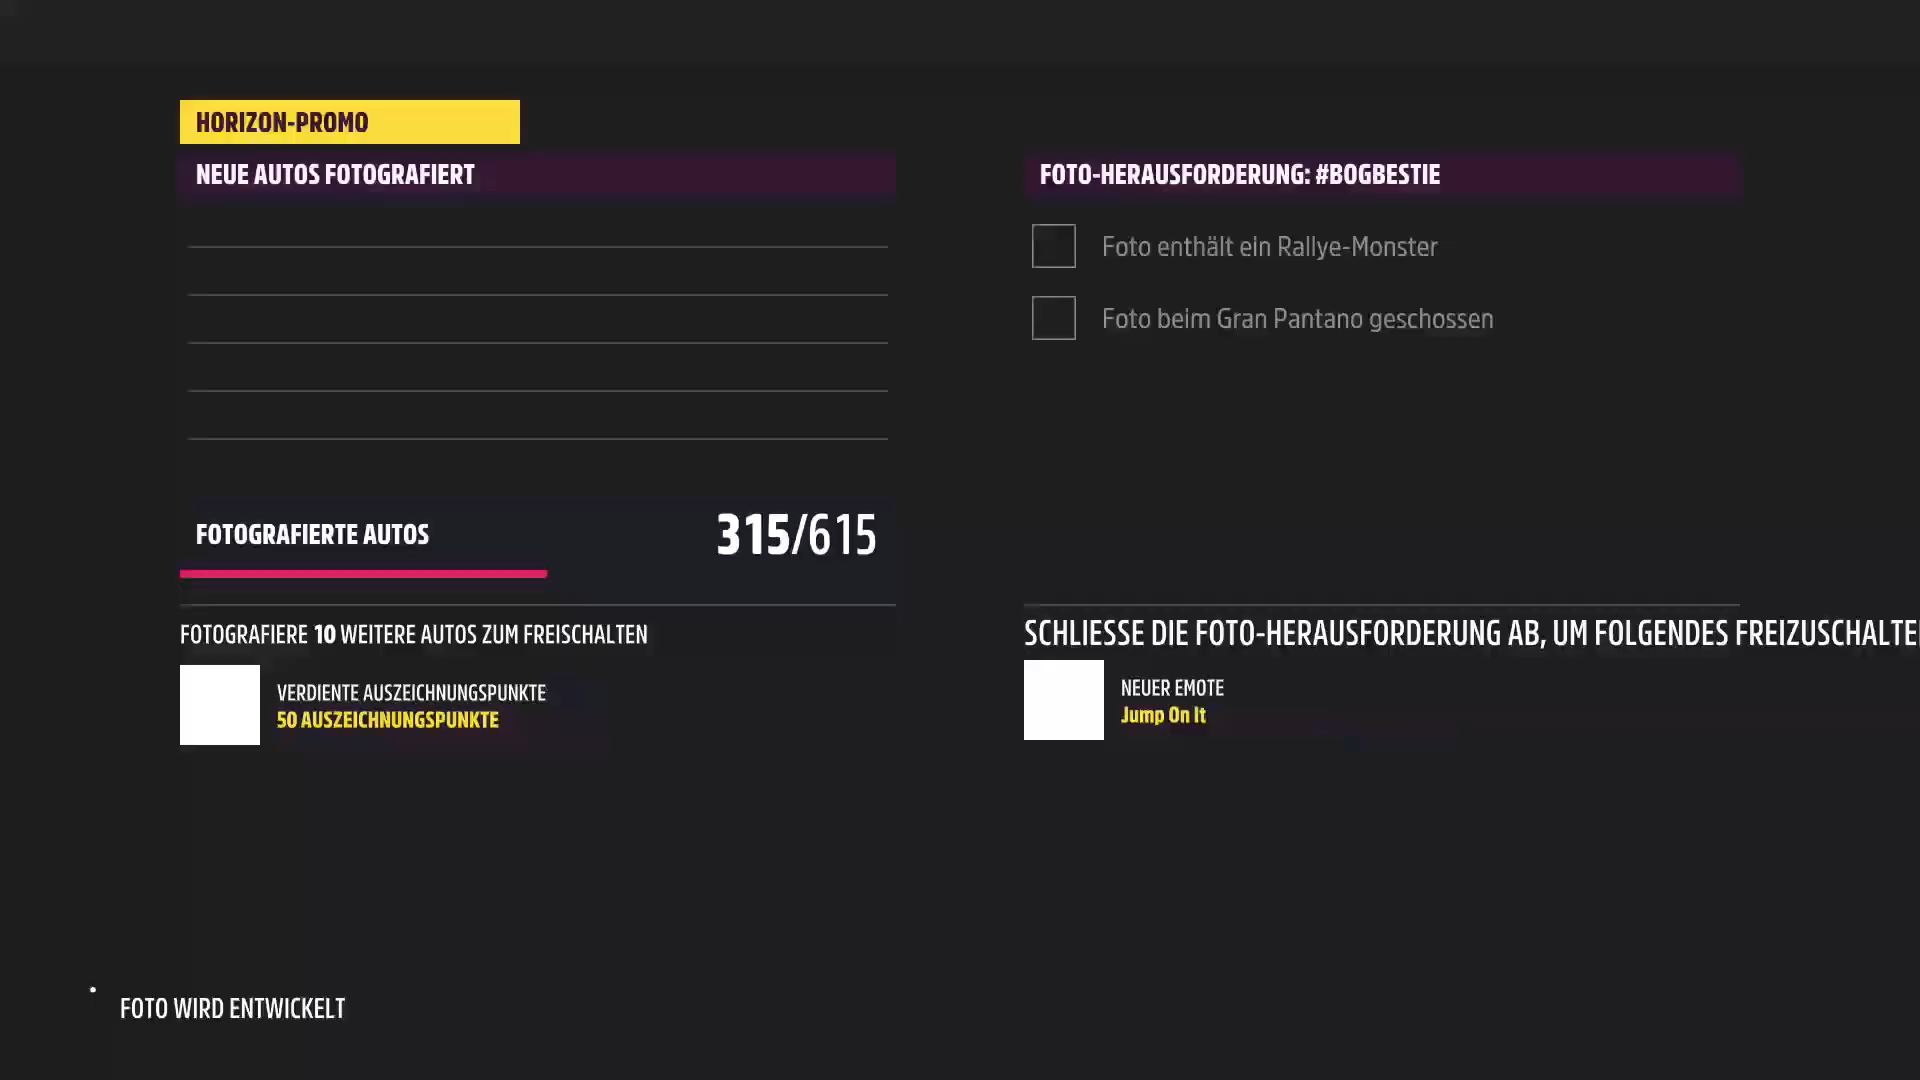 HORIZON-PROMO
NEUE AUTOS FOTOGRAFIERT
FOTOGRAFIERTE AUTOS
315/615
FOTOGRAFIERE 10 WEITERE AUTOS ZUM FREISCHALTEN
VERDIENTE AUSZEICHNUNGSPUNKTE
50 AUSZEICHNUNGSPUNKTE
FOTO-HERAUSFORDERUNG: #BOGBESTIE
Foto enthält ein Rallye-Monster
Foto beim Gran Pantano geschossen
SCHLIESSE DIE FOTO-HERAUSFORDERUNG AB, UM FOLGENDES FREIZUSCHALTE
NEUER EMOTE
Jump On It
FOTO WIRD ENTWICKELT